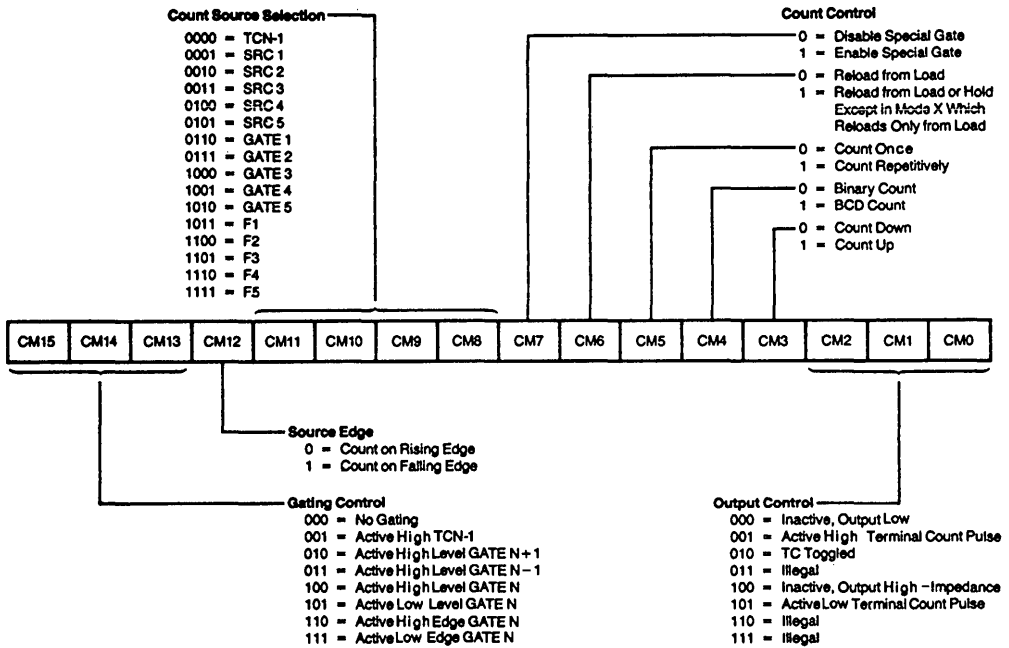 Count Source Selection
0000 = TCN-1
0001 = SRC 1
0010 = SRC 2
0011 = SRC 3
0100 = SRC 4
0101 = SRC 5
0110 = GATE 1
0111 = GATE 2
1000 = GATE 3
1001 = GATE 4
1010 = GATE 5
1011 = F1
1100 = F2
1101 = F3
1110 = F4
1111 = F5
Count Control
0 = Disable Special Gate
1 = Enable Special Gate
0 = Reload from Load
1 = Reload from Load or Hold
Except in Mode X Which
Reloads Only from Load
0 = Count Once
1 = Count Repetitively
0 = Binary Count
1 = BCD Count
0 = Count Down
1 = Count Up
CM15 CM14 CM13 CM12 CM11 CM10 CM9 CM8 CM7 CM6 CM5 CM4 CM3 CM2 CM1 CM0
Source Edge
0 = Count on Rising Edge
1 = Count on Falling Edge
Gating Control
000 = No Gating
001 = Active High TCN-1
010 = Active High Level GATE N+1
011 = Active High Level GATE N-1
100 = Active High Level GATE N
101 = Active Low Level GATE N
110 = Active High Edge GATE N
111 = Active Low Edge GATE N
Output Control
000 = Inactive, Output Low
001 = Active High Terminal Count Pulse
010 = TC Toggled
011 = Illegal
100 = Inactive, Output High-Impedance
101 = Active Low Terminal Count Pulse
110 = Illegal
111 = Illegal